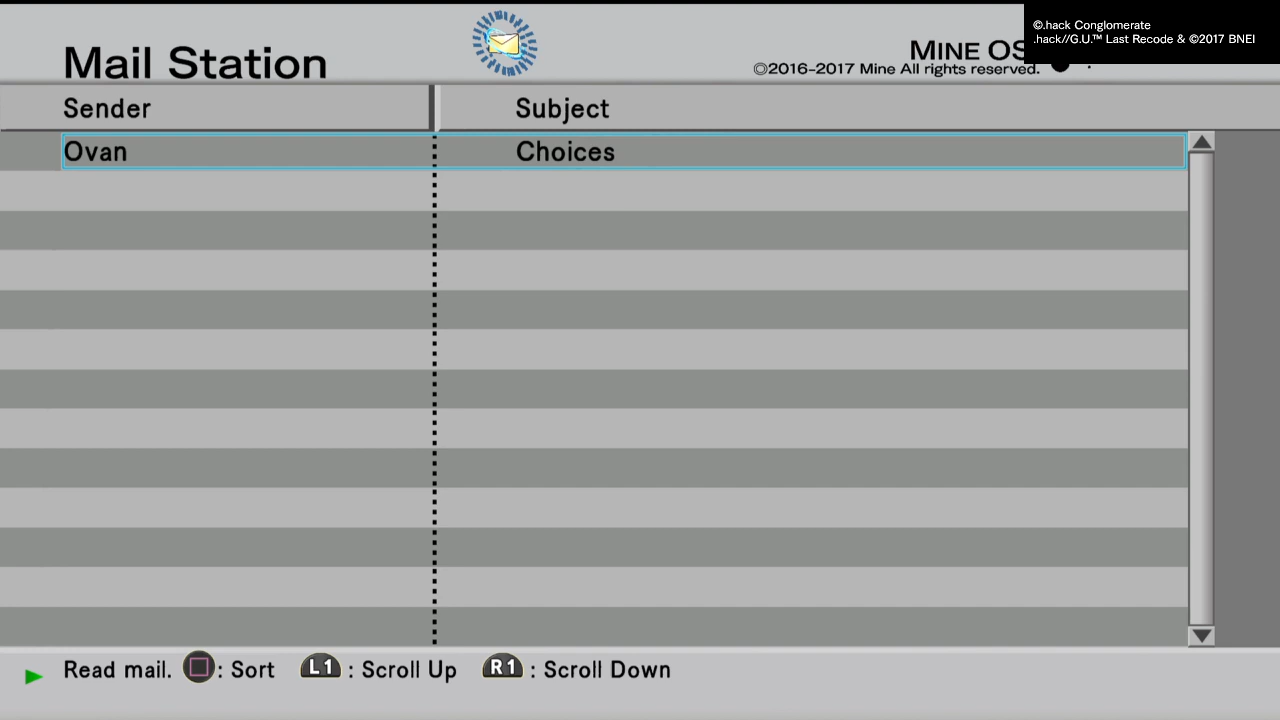 ©.hack Conglomerate
.hack//G.U.™ Last Recode & ©2017 BNEI
Mail Station
MINE OS
©2016-2017 Mine All rights reserved.
Sender Subject
Ovan Choices
Read mail. : Sort L1 : Scroll Up R1 : Scroll Down